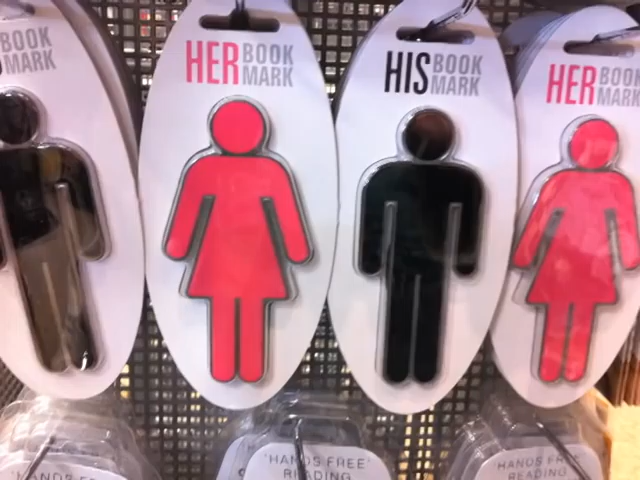 BOOK
MARK
HER BOOK
MARK
HIS BOOK
MARK
HER BOOK
MARK
'HANDS FREE'
READING
'HANDS FREE'
READING